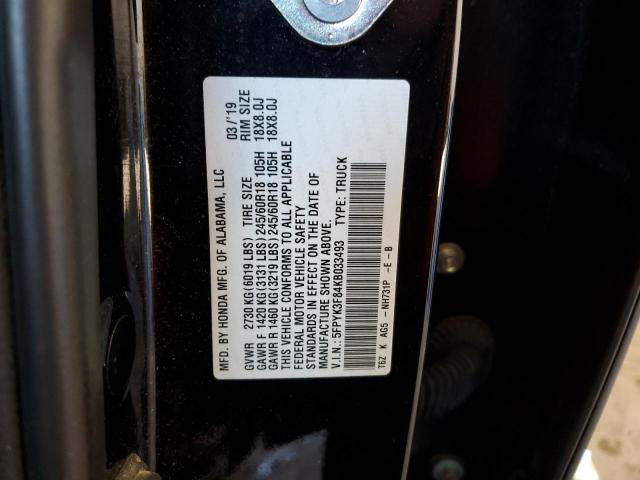 MFD. BY HONDA MFG. OF ALABAMA, LLC 03/'19
GVWR 2730 KG(6019 LBS) TIRE SIZE RIM SIZE
GAWR F 1420 KG(3131 LBS) 245/60R18 105H 18X8.0J
GAWR R 1460 KG(3219 LBS) 245/60R18 105H 18X8.0J
THIS VEHICLE CONFORMS TO ALL APPLICABLE
FEDERAL MOTOR VEHICLE SAFETY
STANDARDS IN EFFECT ON THE DATE OF
MANUFACTURE SHOWN ABOVE.
V.I.N.: 5FPYK3F84KB033493 TYPE: TRUCK
T6Z K AG5 -NH731P -E-B